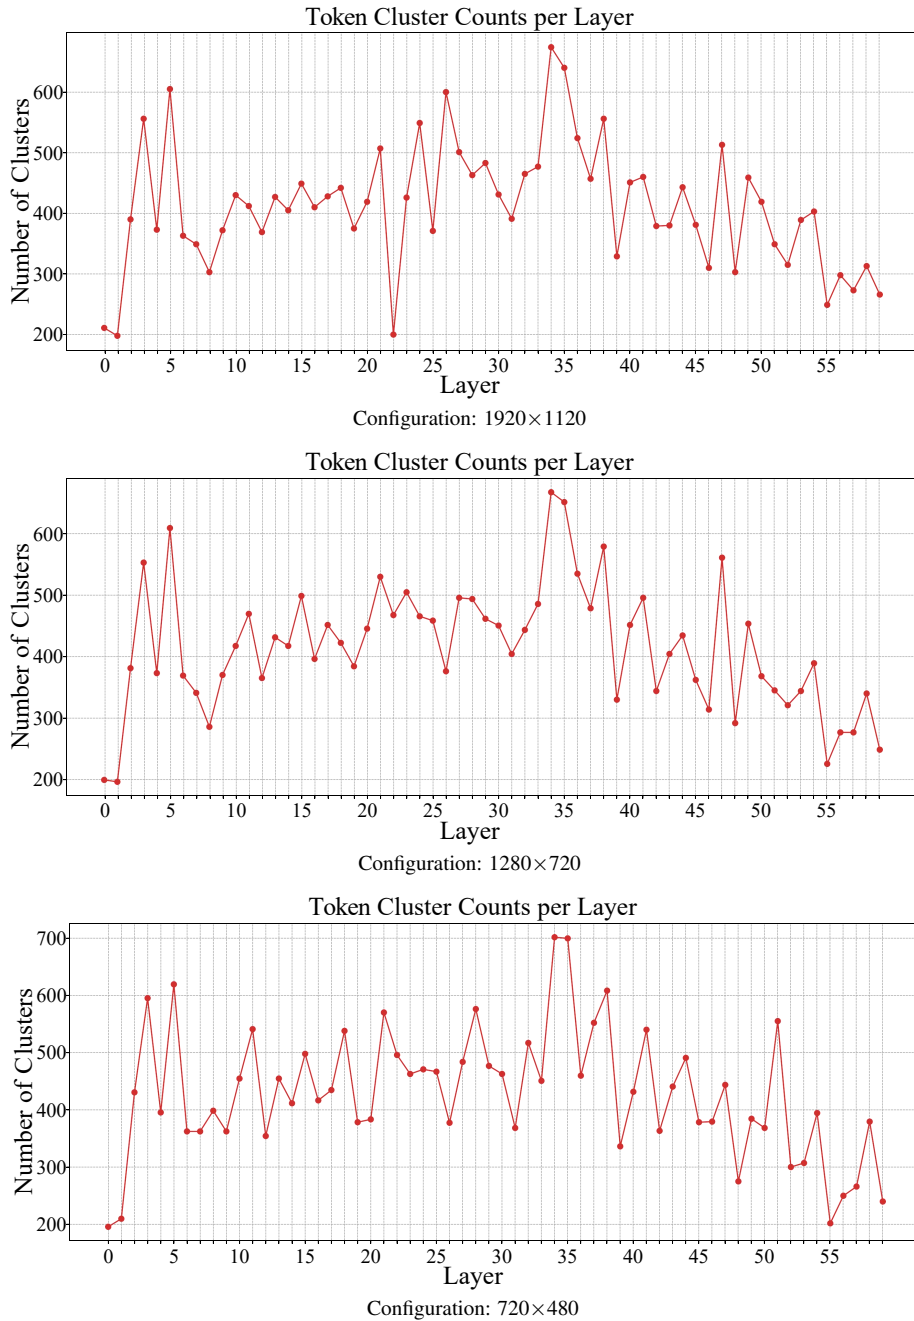 Token Cluster Counts per Layer
Number of Clusters
600
500
400
300
200
0 5 10 15 20 25 30 35 40 45 50 55
Layer
Configuration: 1920×1120
Token Cluster Counts per Layer
Number of Clusters
600
500
400
300
200
0 5 10 15 20 25 30 35 40 45 50 55
Layer
Configuration: 1280×720
Token Cluster Counts per Layer
Number of Clusters
700
600
500
400
300
200
0 5 10 15 20 25 30 35 40 45 50 55
Layer
Configuration: 720×480